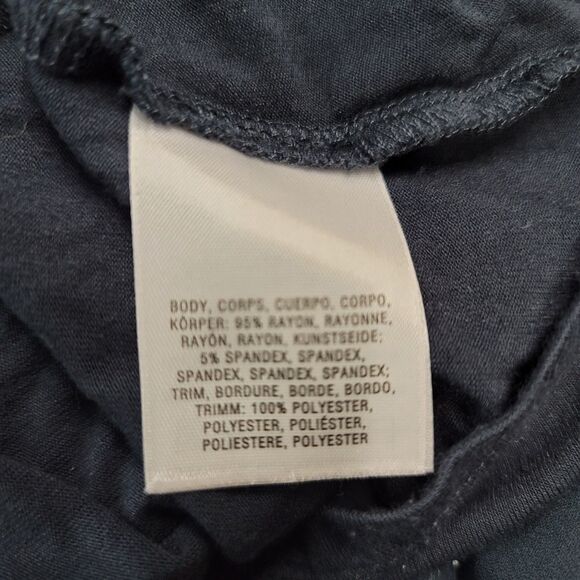 BODY, CORPS, CUERPO, CORPO,
KÖRPER: 95% RAYON, RAYONNE,
RAYÓN, RAYON, KUNSTSEIDE;
5% SPANDEX, SPANDEX,
SPANDEX, SPANDEX, SPANDEX;
TRIM, BORDURE, BORDE, BORDO,
TRIMM: 100% POLYESTER,
POLYESTER, POLIÉSTER,
POLIESTERE, POLYESTER